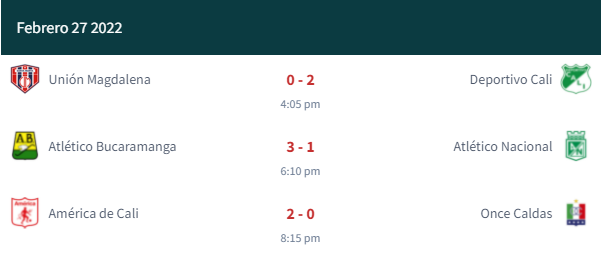 Febrero 27 2022
Unión Magdalena 0 - 2 Deportivo Cali
4:05 pm
AB
Atlético Bucaramanga 3 - 1 Atlético Nacional
6:10 pm
América
América de Cali 2 - 0 Once Caldas
8:15 pm